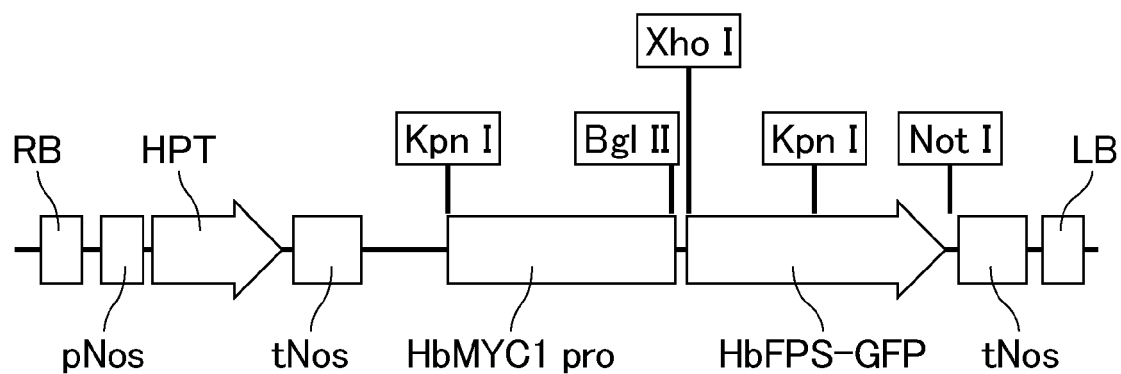 Xho I
Kpn I
Bgl II
Kpn I
Not I
RB
HPT
LB
pNos
tNos
HbMYC1 pro
HbFPS-GFP
tNos